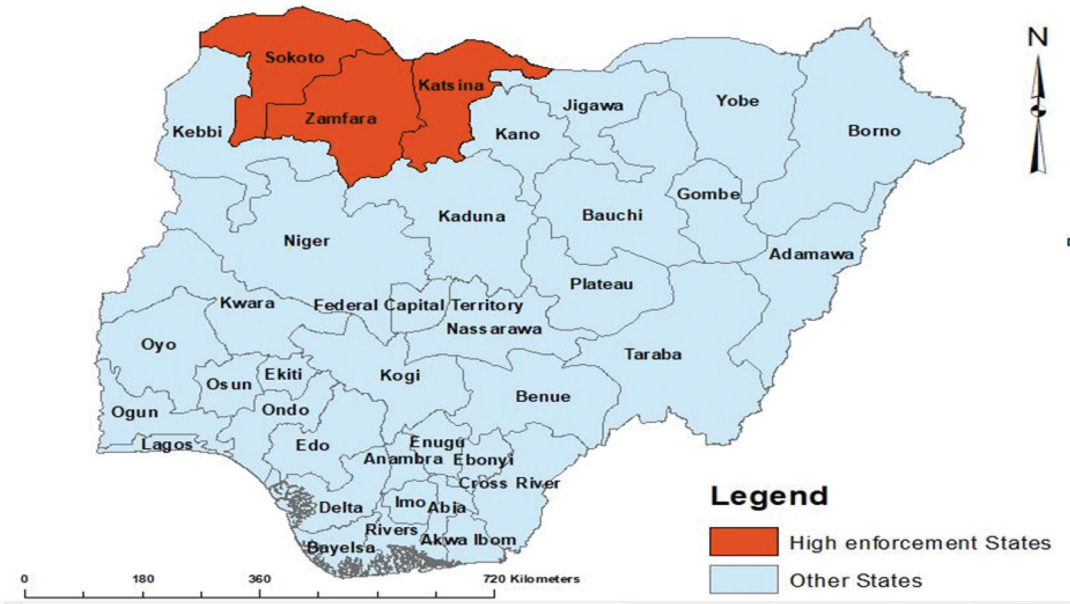 N
Sokoto
Katsina
Zamfara
Kebbi
Kano
Jigawa
Yobe
Borno
Gombe
Bauchi
Kaduna
Niger
Adamawa
Plateau
Kwara
Federal Capital Territory
Nassarawa
Taraba
Oyo
Osun
Ekiti
Kogi
Benue
Ogun
Ondo
Lagos
Edo
Enugu
Anambra
Ebonyi
Cross River
Delta
Imo
Abia
Rivers
Bayelsa
Akwa Ibom
Legend
High enforcement States
Other States
0 180 360 720 Kilometers